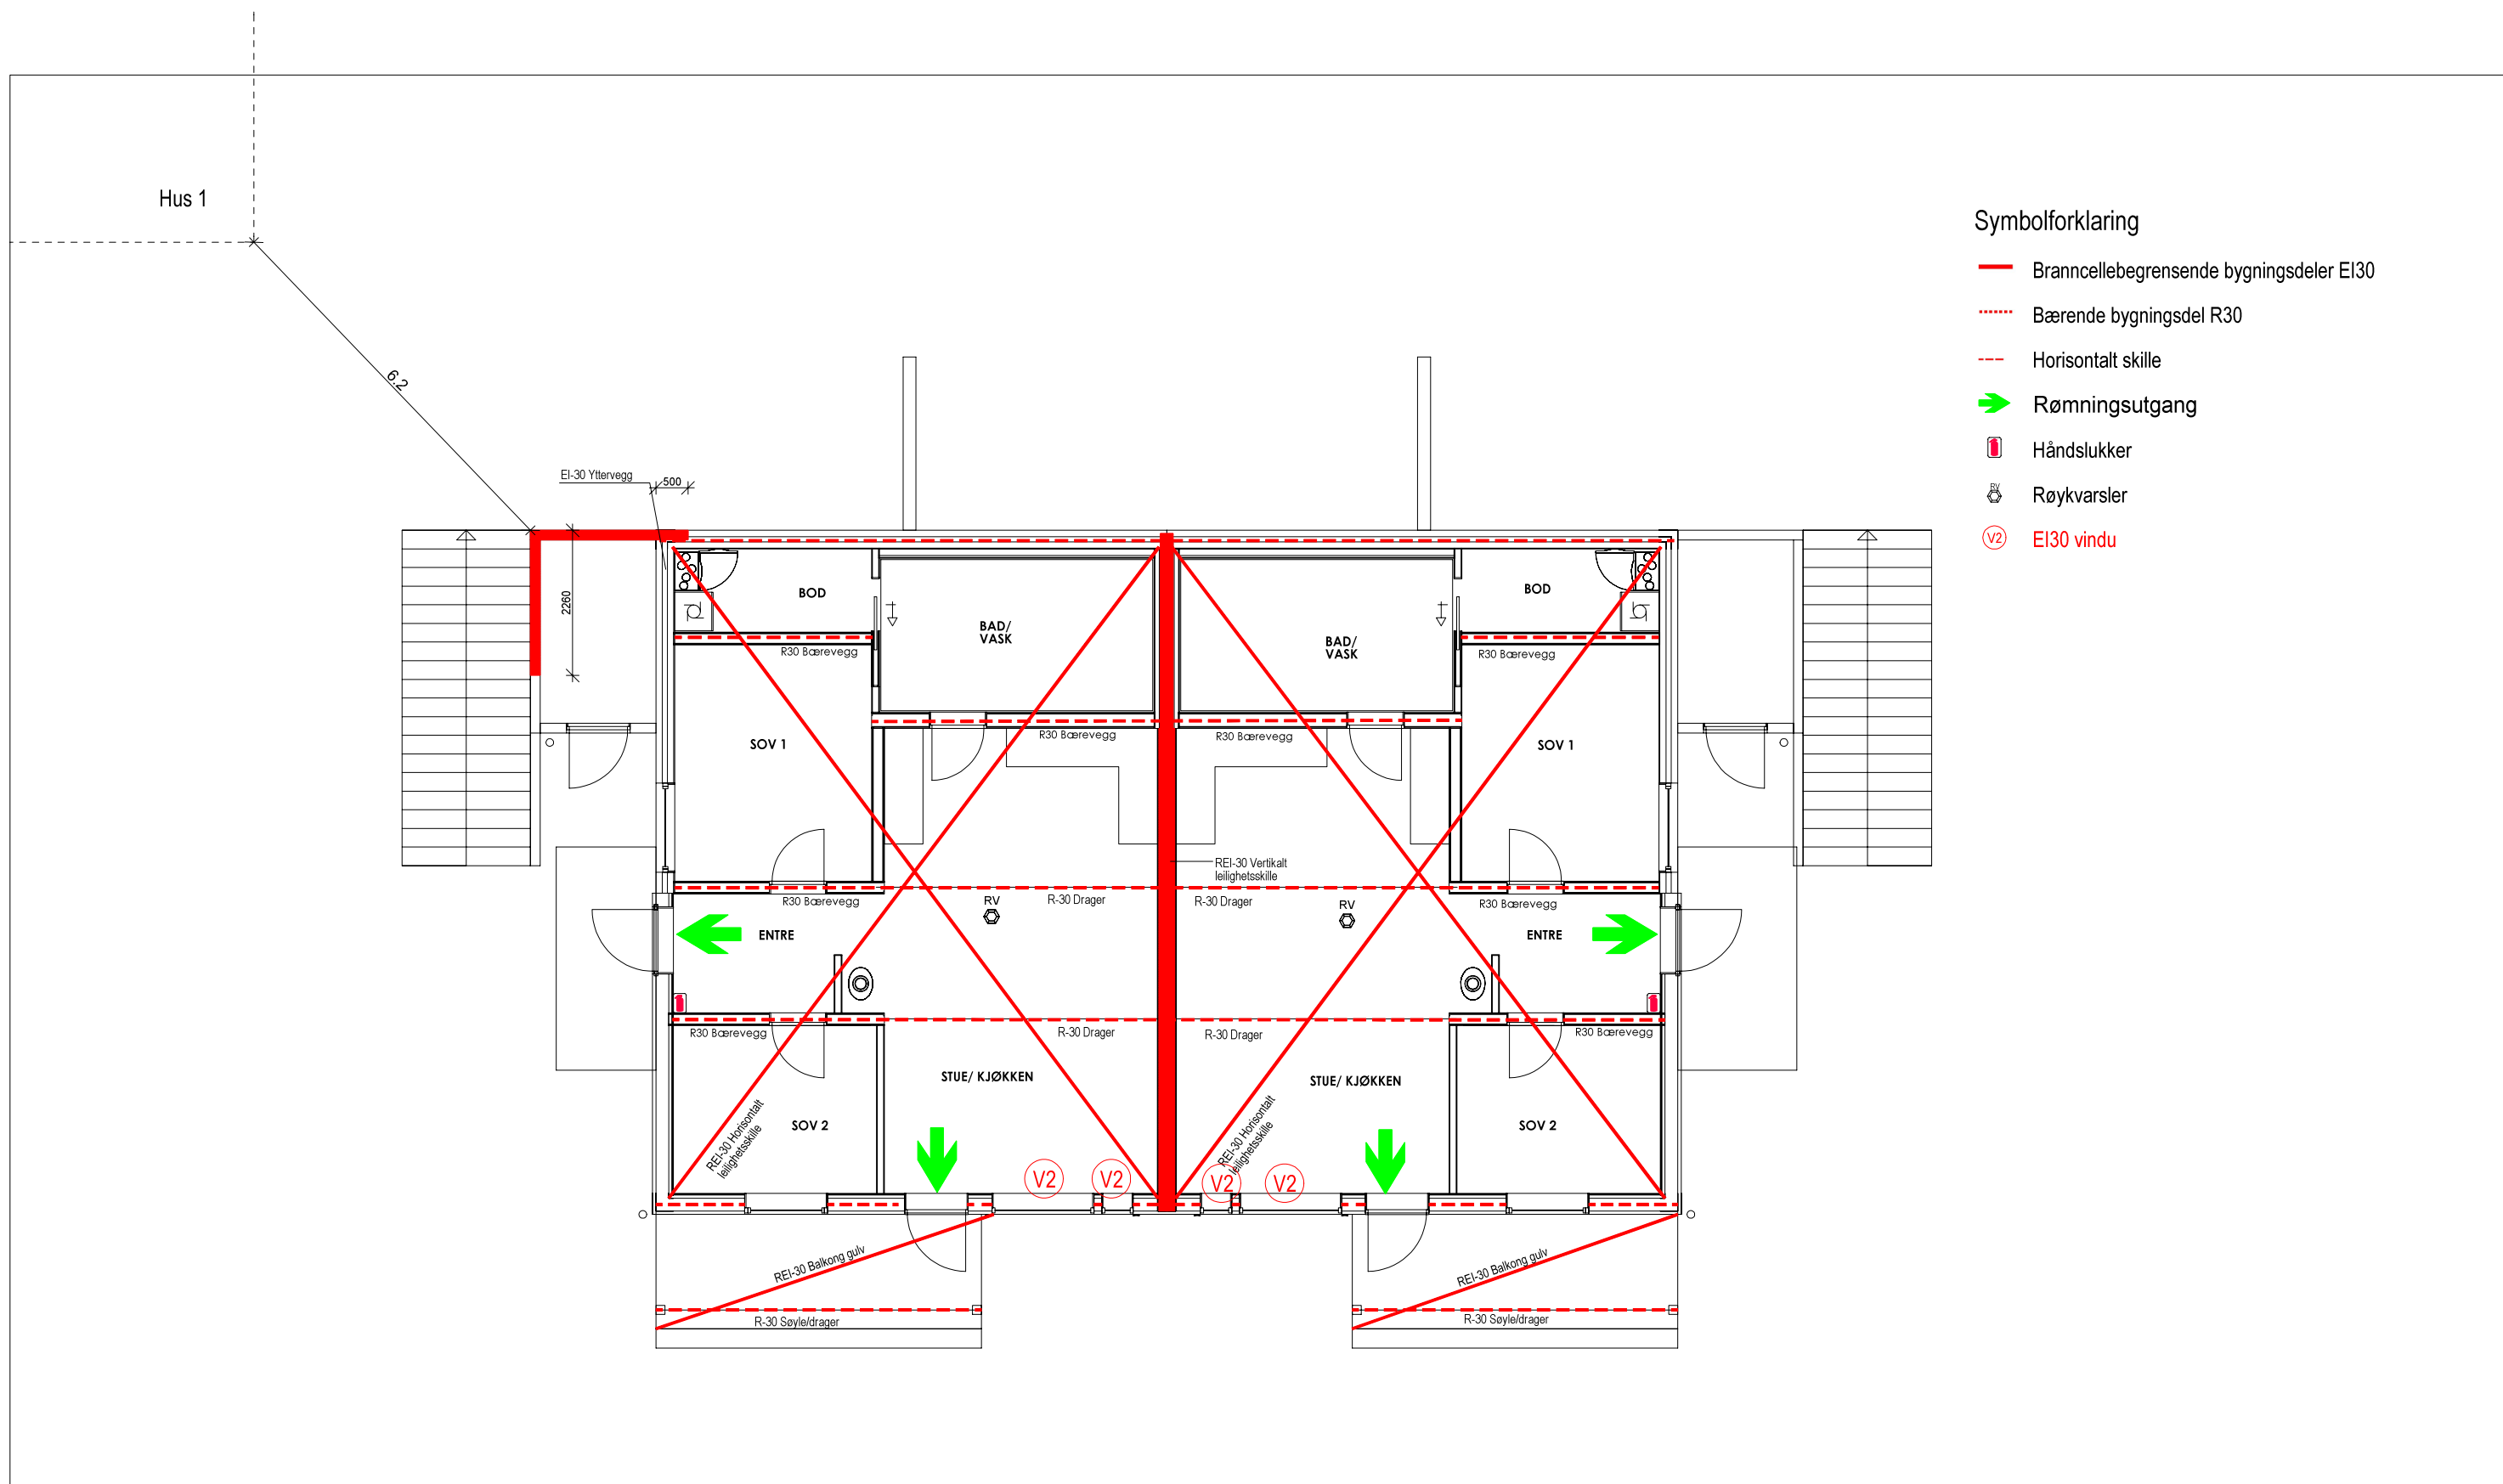 Hus 1
Symbolforklaring
Branncellebegrensende bygningsdeler EI30
Bærende bygningsdel R30
Horisontalt skille
Rømningsutgang
Håndslukker
RV
Røykvarsler
V2
EI30 vindu
6.2
EI-30 Yttervegg
500
2260
BOD
BOD
BAD/
VASK
BAD/
VASK
R30 Bærevegg
R30 Bærevegg
SOV 1
R30 Bærevegg
R30 Bærevegg
SOV 1
REI-30 Vertikalt
leilighetsskille
R30 Bærevegg
R-30 Drager
R-30 Drager
R30 Bærevegg
RV
RV
ENTRE
ENTRE
R30 Bærevegg
R-30 Drager
R-30 Drager
R30 Bærevegg
STUE/ KJØKKEN
STUE/ KJØKKEN
SOV 2
SOV 2
REI-30 Horisontalt
leilighetsskille
REI-30 Horisontalt
leilighetsskille
V2
V2
V2
V2
REI-30 Balkong gulv
REI-30 Balkong gulv
R-30 Søyle/drager
R-30 Søyle/drager